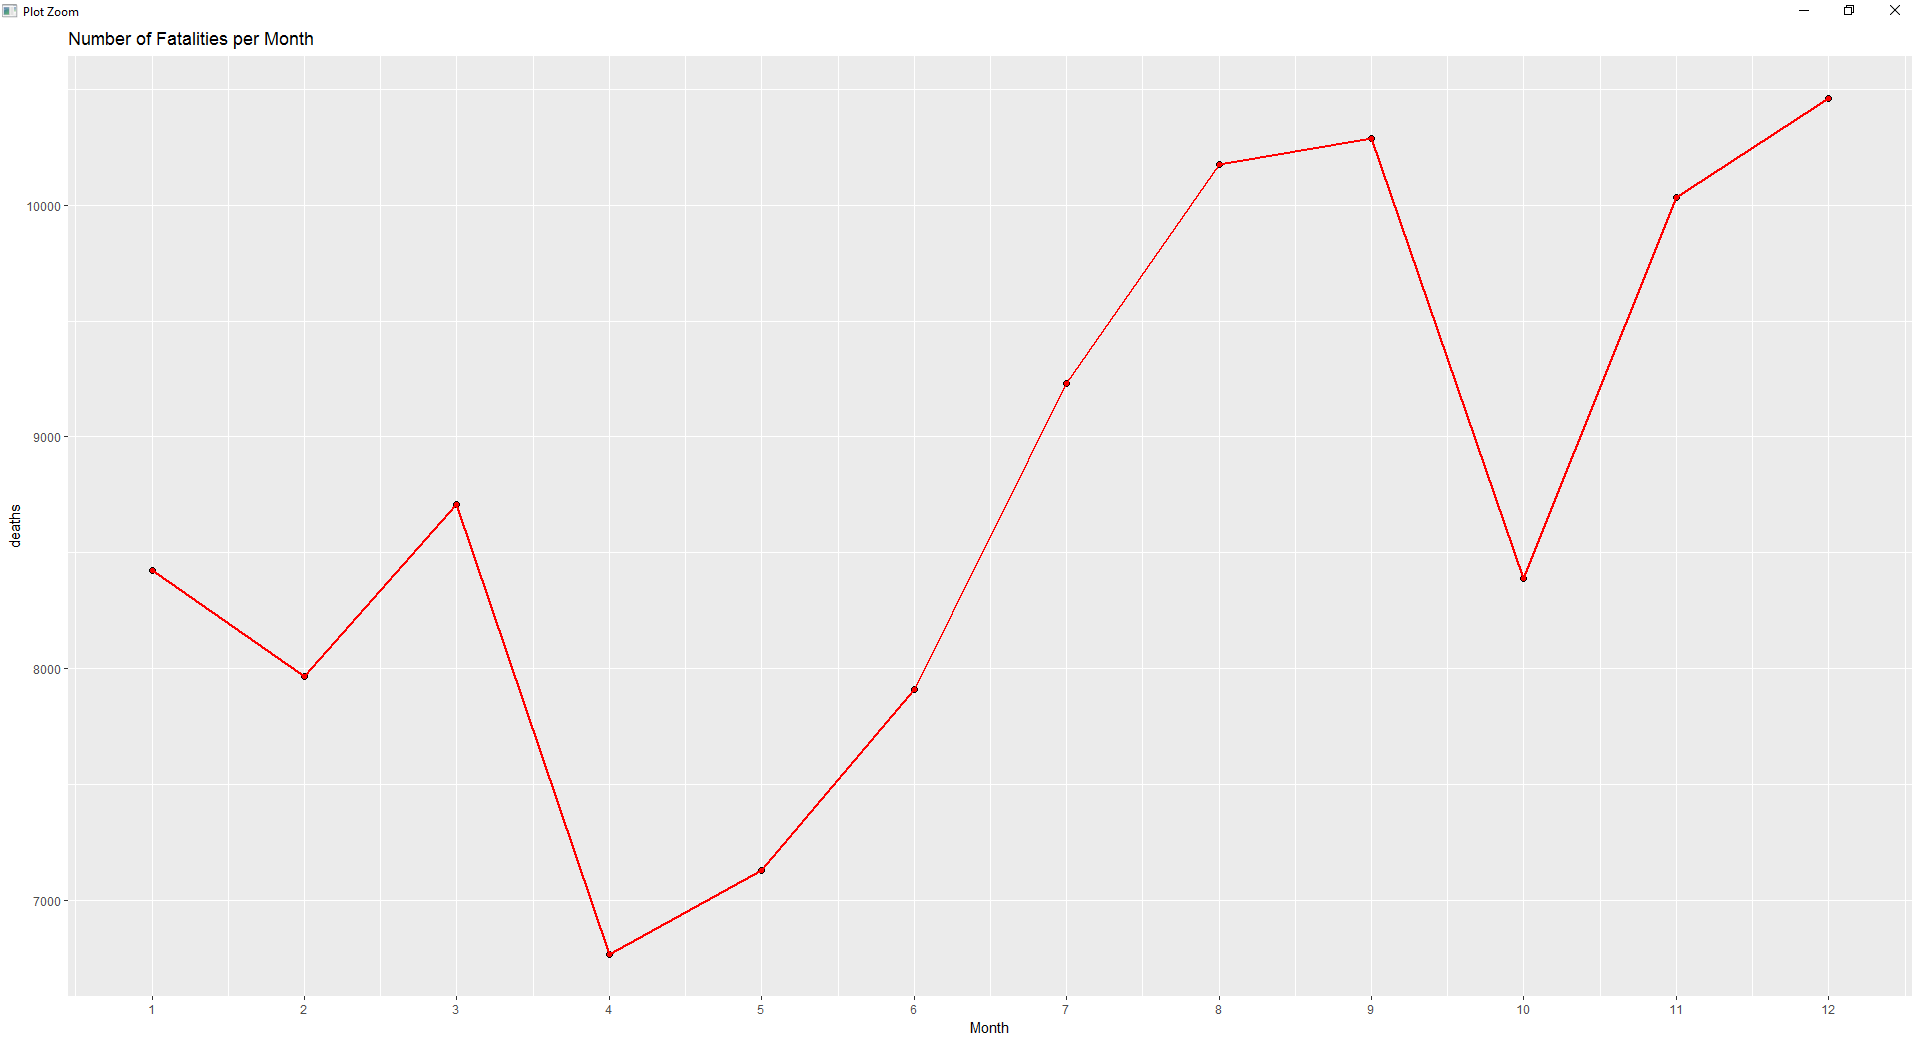 Plot Zoom
Number of Fatalities per Month
10000
9000
8000
7000
deaths
1 2 3 4 5 6 7 8 9 10 11 12
Month